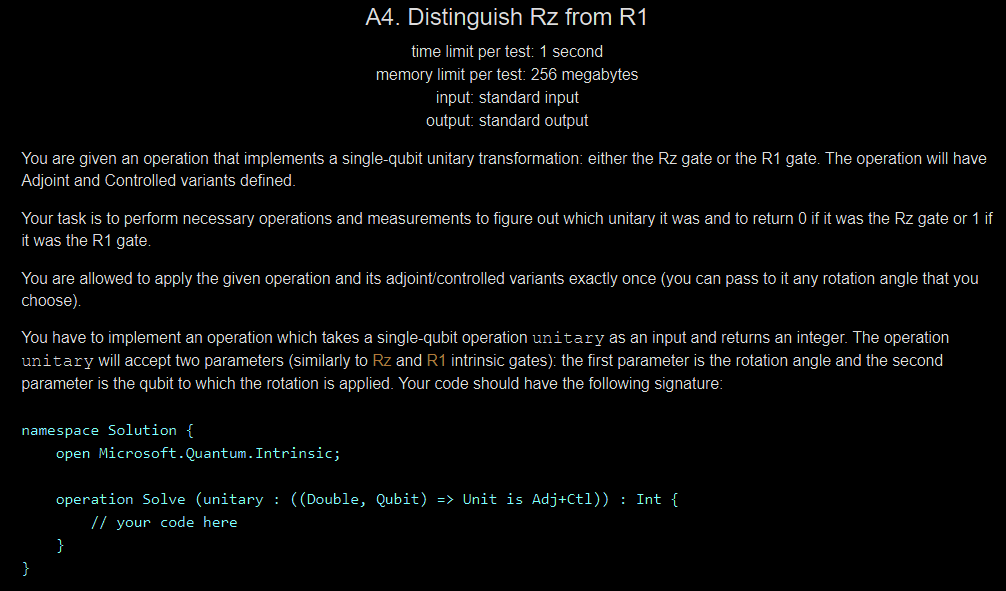 A4. Distinguish Rz from R1
time limit per test: 1 second
memory limit per test: 256 megabytes
input: standard input
output: standard output
You are given an operation that implements a single-qubit unitary transformation: either the Rz gate or the R1 gate. The operation will have
Adjoint and Controlled variants defined.
Your task is to perform necessary operations and measurements to figure out which unitary it was and to return 0 if it was the Rz gate or 1 if
it was the R1 gate.
You are allowed to apply the given operation and its adjoint/controlled variants exactly once (you can pass to it any rotation angle that you
choose).
You have to implement an operation which takes a single-qubit operation unitary as an input and returns an integer. The operation
unitary will accept two parameters (similarly to Rz and R1 intrinsic gates): the first parameter is the rotation angle and the second
parameter is the qubit to which the rotation is applied. Your code should have the following signature:
namespace Solution {
    open Microsoft.Quantum.Intrinsic;
    operation Solve (unitary : ((Double, Qubit) => Unit is Adj+Ctl)) : Int {
        // your code here
    }
}